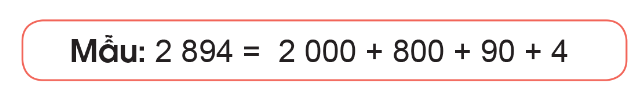 Mẫu: 2 894 = 2 000 + 800 + 90 + 4